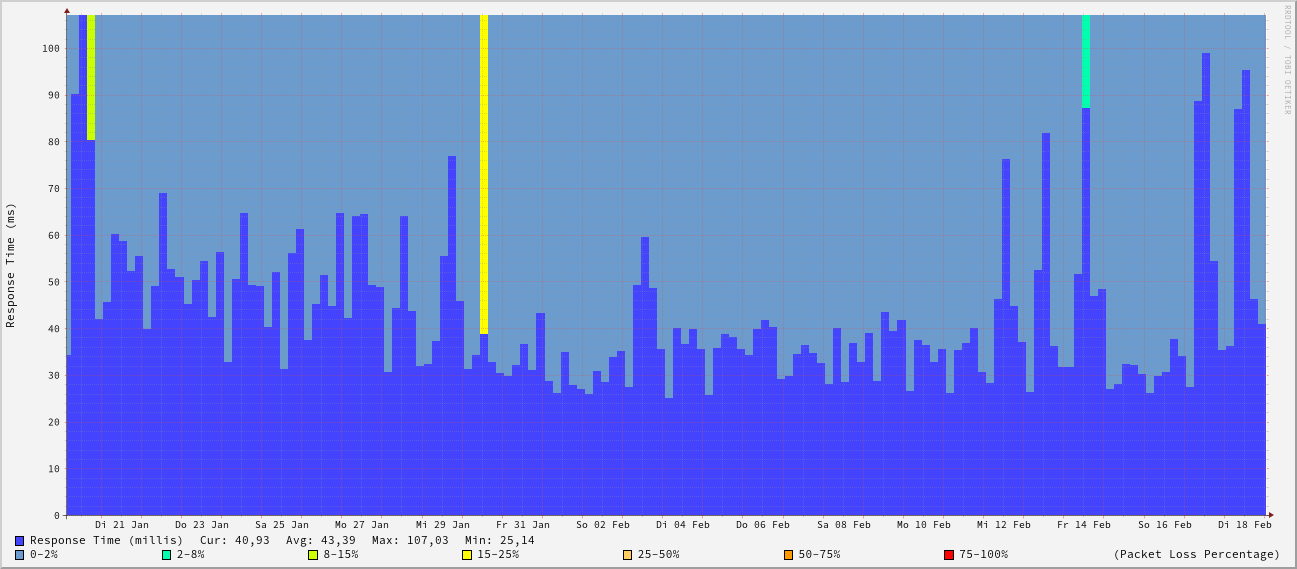 RRDTOOL / TOBI OETIKER
Response Time (ms)
100
90
80
70
60
50
40
30
20
10
0
Di 21 Jan Do 23 Jan Sa 25 Jan Mo 27 Jan Mi 29 Jan Fr 31 Jan So 02 Feb Di 04 Feb Do 06 Feb Sa 08 Feb Mo 10 Feb Mi 12 Feb Fr 14 Feb So 16 Feb Di 18 Feb
Response Time (millis) Cur: 40,93 Avg: 43,39 Max: 107,03 Min: 25,14
0-2% 2-8% 8-15% 15-25% 25-50% 50-75% 75-100% (Packet Loss Percentage)